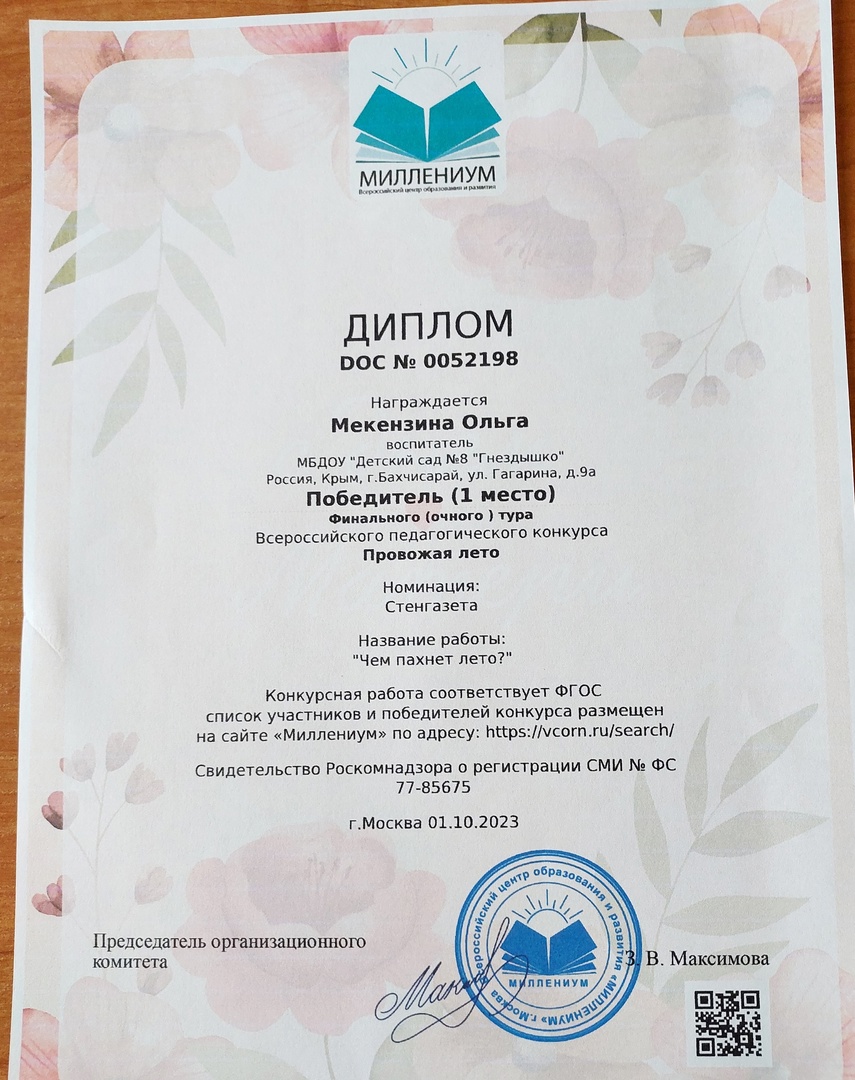 МИЛЛЕНИУМ
Всероссийский центр образования и развития
ДИПЛОМ
DOC № 0052198
Награждается
Мекензина Ольга
воспитатель
МБДОУ "Детский сад №8 "Гнездышко"
Россия, Крым, г.Бахчисарай, ул. Гагарина, д.9а
Победитель (1 место)
Финального (очного ) тура
Всероссийского педагогического конкурса
Провожая лето
Номинация:
Стенгазета
Название работы:
"Чем пахнет лето?"
Конкурсная работа соответствует ФГОС
список участников и победителей конкурса размещен
на сайте «Миллениум» по адресу: https://vcorn.ru/search/
Свидетельство Роскомнадзора о регистрации СМИ № ФС
77-85675
г.Москва 01.10.2023
Председатель организационного
комитета
З. В. Максимова
Всероссийский центр образования и развития «МИЛЛЕНИУМ» г.Москва
МИЛЛЕНИУМ